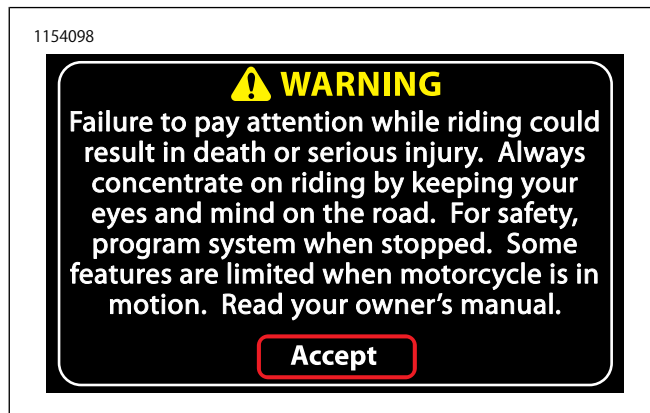 1154098
WARNING
Failure to pay attention while riding could
result in death or serious injury.  Always
concentrate on riding by keeping your
eyes and mind on the road.  For safety,
program system when stopped.  Some
features are limited when motorcycle is in
motion.  Read your owner's manual.
Accept